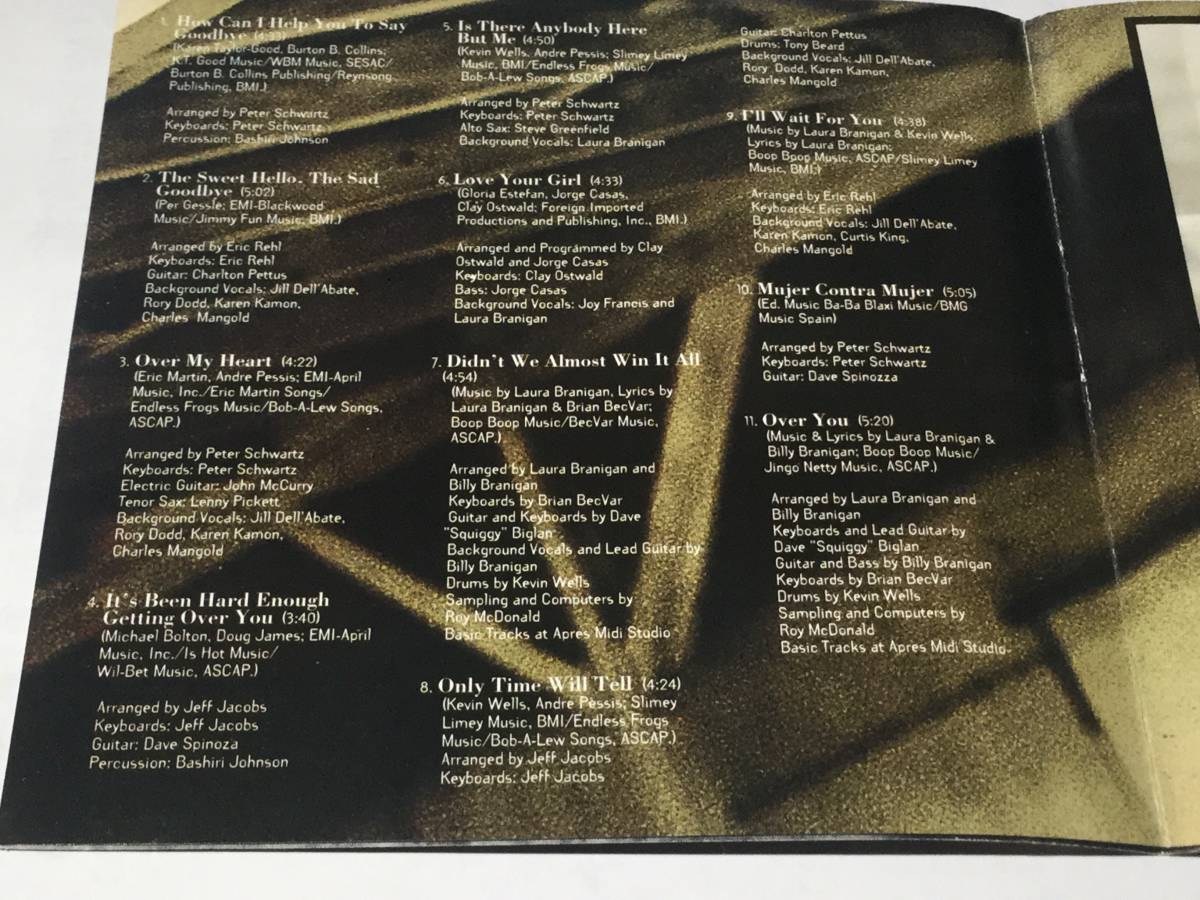 1. How Can I Help You To Say
Goodbye (4:33)
(Karen Taylor-Good, Burton B. Collins;
K.T. Good Music/WBM Music, SESAC/
Burton B. Collins Publishing/Reynsong
Publishing, BMI.)
Arranged by Peter Schwartz
Keyboards: Peter Schwartz
Percussion: Bashiri Johnson
2. The Sweet Hello, The Sad
Goodbye (5:02)
(Per Gessle; EMI-Blackwood
Music/Jimmy Fun Music; BMI.)
Arranged by Eric Rehl
Keyboards: Eric Rehl
Guitar: Charlton Pettus
Background Vocals: Jill Dell'Abate,
Rory Dodd, Karen Kamon,
Charles Mangold
3. Over My Heart (4:22)
(Eric Martin, Andre Pessis; EMI-April
Music, Inc./Eric Martin Songs/
Endless Frogs Music/Bob-A-Lew Songs,
ASCAP.)
Arranged by Peter Schwartz
Keyboards: Peter Schwartz
Electric Guitar: John McCurry
Tenor Sax: Lenny Pickett
Background Vocals: Jill Dell'Abate,
Rory Dodd, Karen Kamon,
Charles Mangold
4. It's Been Hard Enough
Getting Over You (3:40)
(Michael Bolton, Doug James; EMI-April
Music, Inc./Is Hot Music/
Wil-Bet Music, ASCAP.)
Arranged by Jeff Jacobs
Keyboards: Jeff Jacobs
Guitar: Dave Spinoza
Percussion: Bashiri Johnson
5. Is There Anybody Here
But Me (4:50)
(Kevin Wells, Andre Pessis; Slimey Limey
Music, BMI/Endless Frogs Music/
Bob-A-Lew Songs, ASCAP.)
Arranged by Peter Schwartz
Keyboards: Peter Schwartz
Alto Sax: Steve Greenfield
Background Vocals: Laura Branigan
6. Love Your Girl (4:33)
(Gloria Estefan, Jorge Casas,
Clay Ostwald; Foreign Imported
Productions and Publishing, Inc., BMI.)
Arranged and Programmed by Clay
Ostwald and Jorge Casas
Keyboards: Clay Ostwald
Bass: Jorge Casas
Background Vocals: Joy Francis and
Laura Branigan
7. Didn't We Almost Win It All
(4:54)
(Music by Laura Branigan, Lyrics by
Laura Branigan & Brian BecVar;
Boop Boop Music/BecVar Music,
ASCAP.)
Arranged by Laura Branigan and
Billy Branigan
Keyboards by Brian BecVar
Guitar and Keyboards by Dave
"Squiggy" Biglan
Background Vocals and Lead Guitar by
Billy Branigan
Drums by Kevin Wells
Sampling and Computers by
Roy McDonald
Basic Tracks at Apres Midi Studio
8. Only Time Will Tell (4:24)
(Kevin Wells, Andre Pessis; Slimey
Limey Music, BMI/Endless Frogs
Music/Bob-A-Lew Songs, ASCAP.)
Arranged by Jeff Jacobs
Keyboards: Jeff Jacobs
Guitar: Charlton Pettus
Drums: Tony Beard
Background Vocals: Jill Dell'Abate,
Rory Dodd, Karen Kamon,
Charles Mangold
9. I'll Wait For You (4:38)
(Music by Laura Branigan & Kevin Wells,
Lyrics by Laura Branigan;
Boop Boop Music, ASCAP/Slimey Limey
Music, BMI.)
Arranged by Eric Rehl
Keyboards: Eric Rehl
Background Vocals: Jill Dell'Abate,
Karen Kamon, Curtis King,
Charles Mangold
10. Mujer Contra Mujer (5:05)
(Ed. Music Ba-Ba Blaxi Music/BMG
Music Spain)
Arranged by Peter Schwartz
Keyboards: Peter Schwartz
Guitar: Dave Spinozza
11. Over You (5:20)
(Music & Lyrics by Laura Branigan &
Billy Branigan; Boop Boop Music/
Jingo Netty Music, ASCAP.)
Arranged by Laura Branigan and
Billy Branigan
Keyboards and Lead Guitar by
Dave "Squiggy" Biglan
Guitar and Bass by Billy Branigan
Keyboards by Brian BecVar
Drums by Kevin Wells
Sampling and Computers by
Roy McDonald
Basic Tracks at Apres Midi Studio.